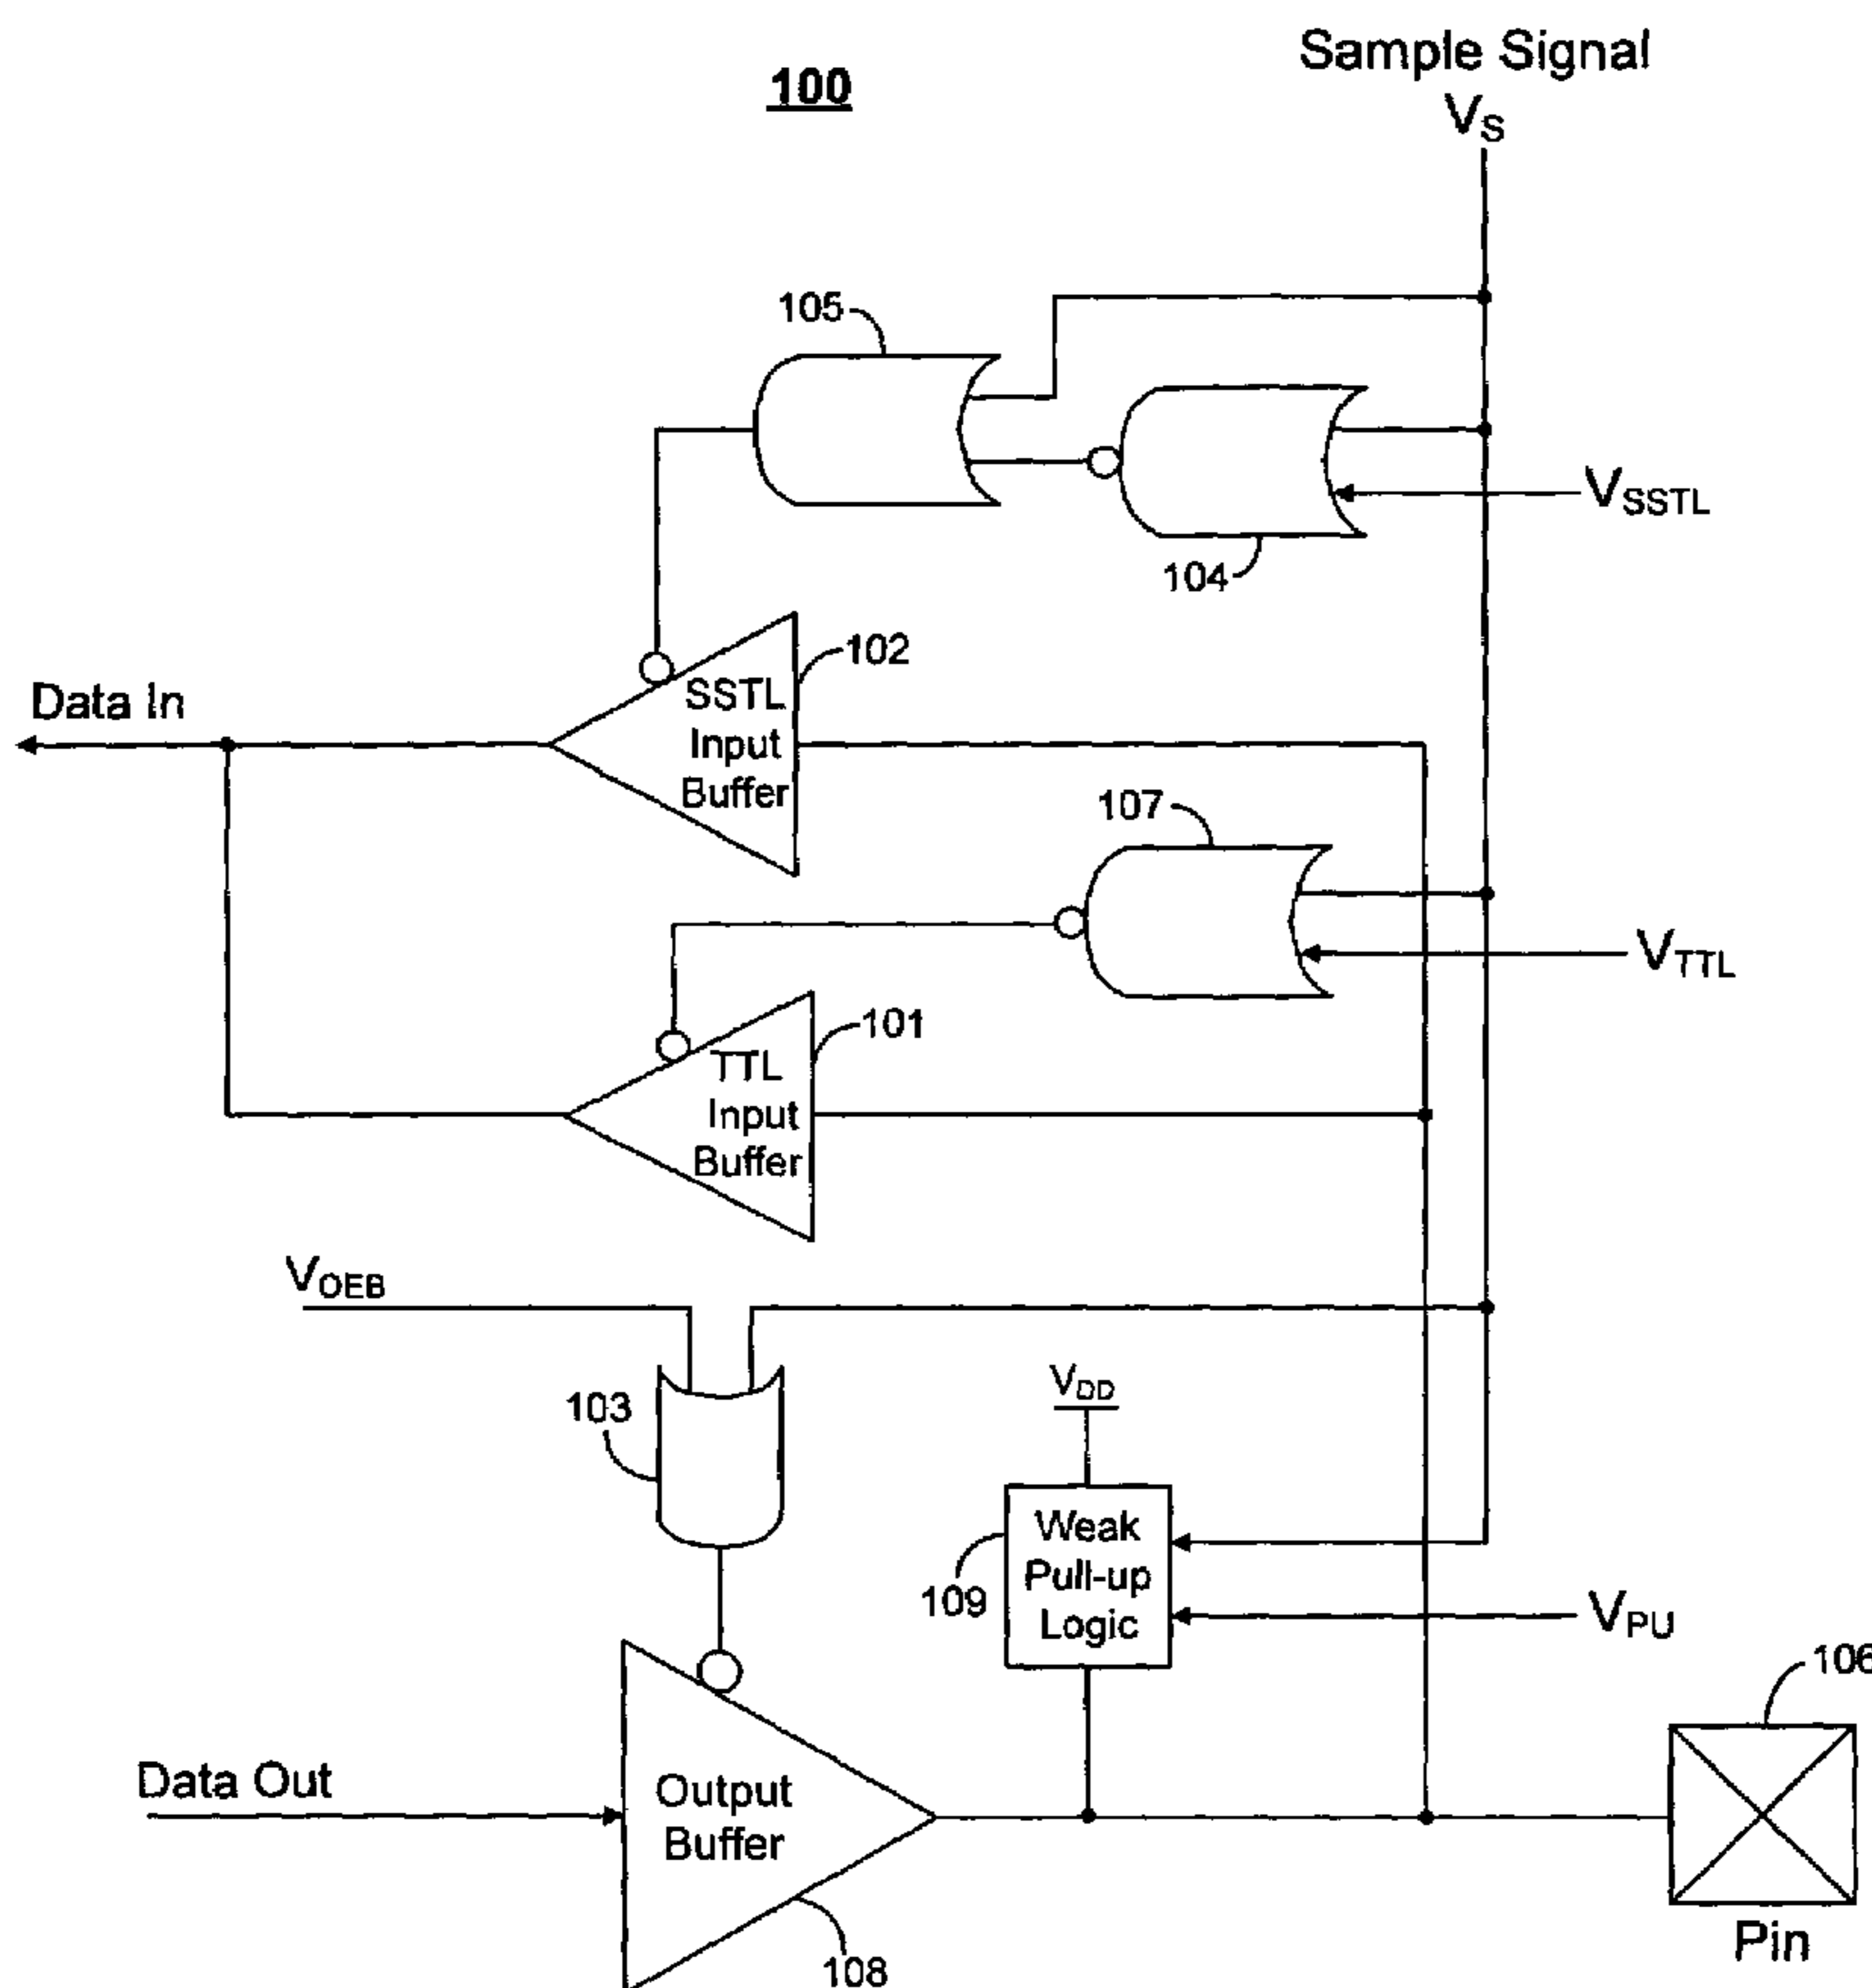 100
Sample Signal
VS
105
104
VSSTL
102
Data In
SSTL
Input
Buffer
107
VTTL
101
TTL
Input
Buffer
VOEB
103
VDD
Weak
Pull-up
Logic
109
VPU
106
Data Out
Output
Buffer
108
Pin